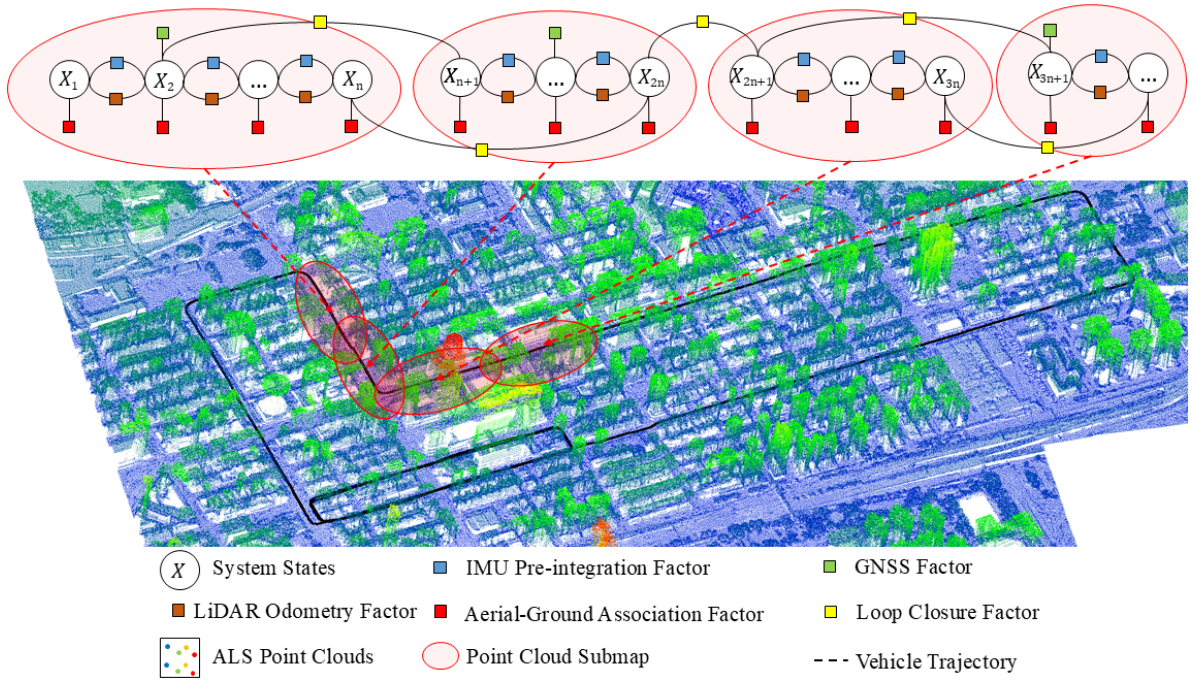 X₁ X₂ ... Xₙ Xₙ₊₁ ... X₂ₙ X₂ₙ₊₁ ... X₃ₙ X₃ₙ₊₁ ...
X System States IMU Pre-integration Factor GNSS Factor
LiDAR Odometry Factor Aerial-Ground Association Factor Loop Closure Factor
ALS Point Clouds Point Cloud Submap Vehicle Trajectory